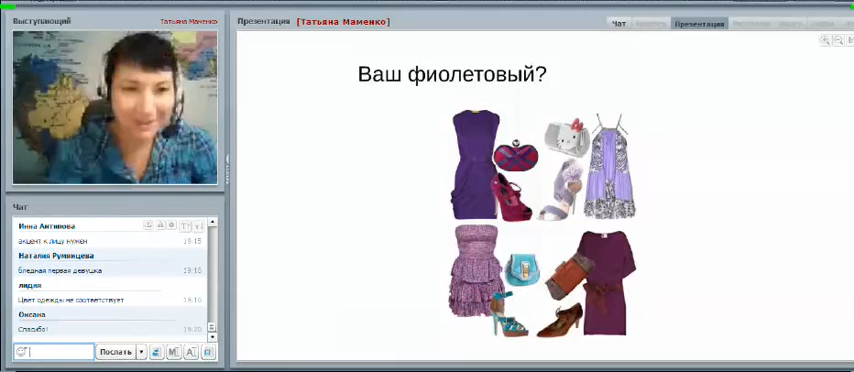 Выступающий
Татьяна Маменко
Презентация [Татьяна Маменко]
Чат
Презентация
Ваш фиолетовый?
Чат
Инна Антипова
акцент к лицу нужен
19:15
Наталия Румянцева
бледная первая девушка
19:16
лидия
Цвет одежды не соответствует
19:16
Оксана
Спасибо!
19:20
Послать